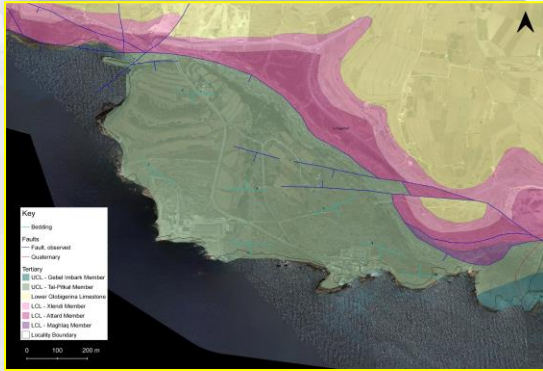 Key
Bedding
Faults
Fault, observed
Quaternary
Tertiary
UCL - Gebel Imbark Member
UCL - Tal-Pitkal Member
Lower Globigerina Limestone
LCL - Xlendi Member
LCL - Attard Member
LCL - Maghlaq Member
Locality Boundary
0 100 200 m